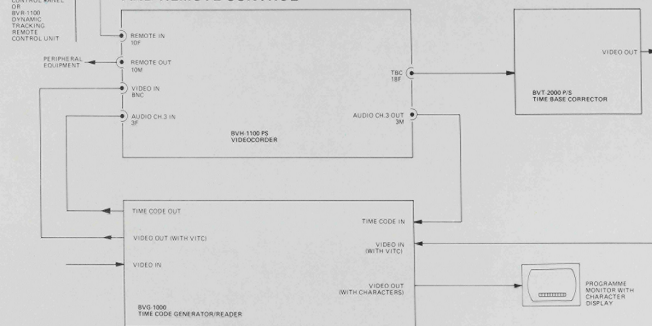 OR
BVR-1100
DYNAMIC
TRACKING
REMOTE
CONTROL UNIT
REMOTE IN
10F
PERIPHERAL
EQUIPMENT
REMOTE OUT
10M
VIDEO IN
BNC
AUDIO CH.3 IN
3F
TBC
18F
AUDIO CH.3 OUT
3M
BVH-1100 PS
VIDEOCORDER
VIDEO OUT
BVT-2000 P/S
TIME BASE CORRECTOR
TIME CODE OUT
VIDEO OUT (WITH VITC)
VIDEO IN
TIME CODE IN
VIDEO IN
(WITH VITC)
VIDEO OUT
(WITH CHARACTERS)
BVG-1000
TIME CODE GENERATOR/READER
PROGRAMME
MONITOR WITH
CHARACTER
DISPLAY